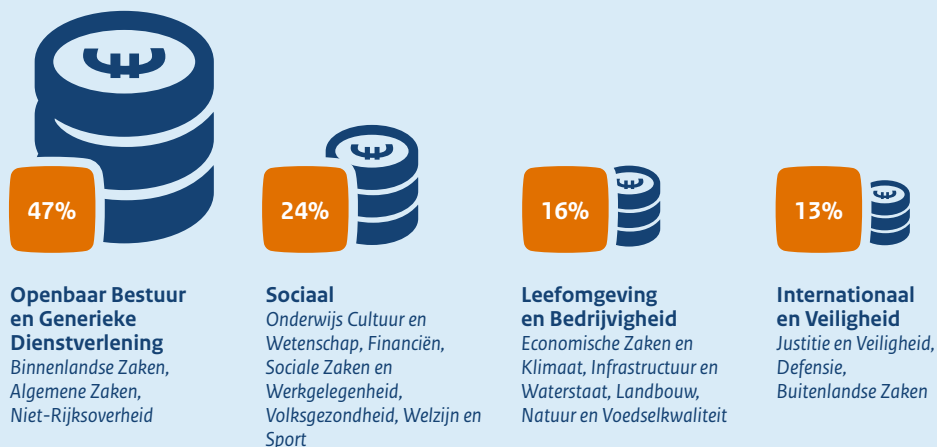 47%
Openbaar Bestuur
en Generieke
Dienstverlening
Binnenlandse Zaken,
Algemene Zaken,
Niet-Rijksoverheid
24%
Sociaal
Onderwijs Cultuur en
Wetenschap, Financiën,
Sociale Zaken en
Werkgelegenheid,
Volksgezondheid, Welzijn en
Sport
16%
Leefomgeving
en Bedrijvigheid
Economische Zaken en
Klimaat, Infrastructuur en
Waterstaat, Landbouw,
Natuur en Voedselkwaliteit
13%
Internationaal
en Veiligheid
Justitie en Veiligheid,
Defensie,
Buitenlandse Zaken